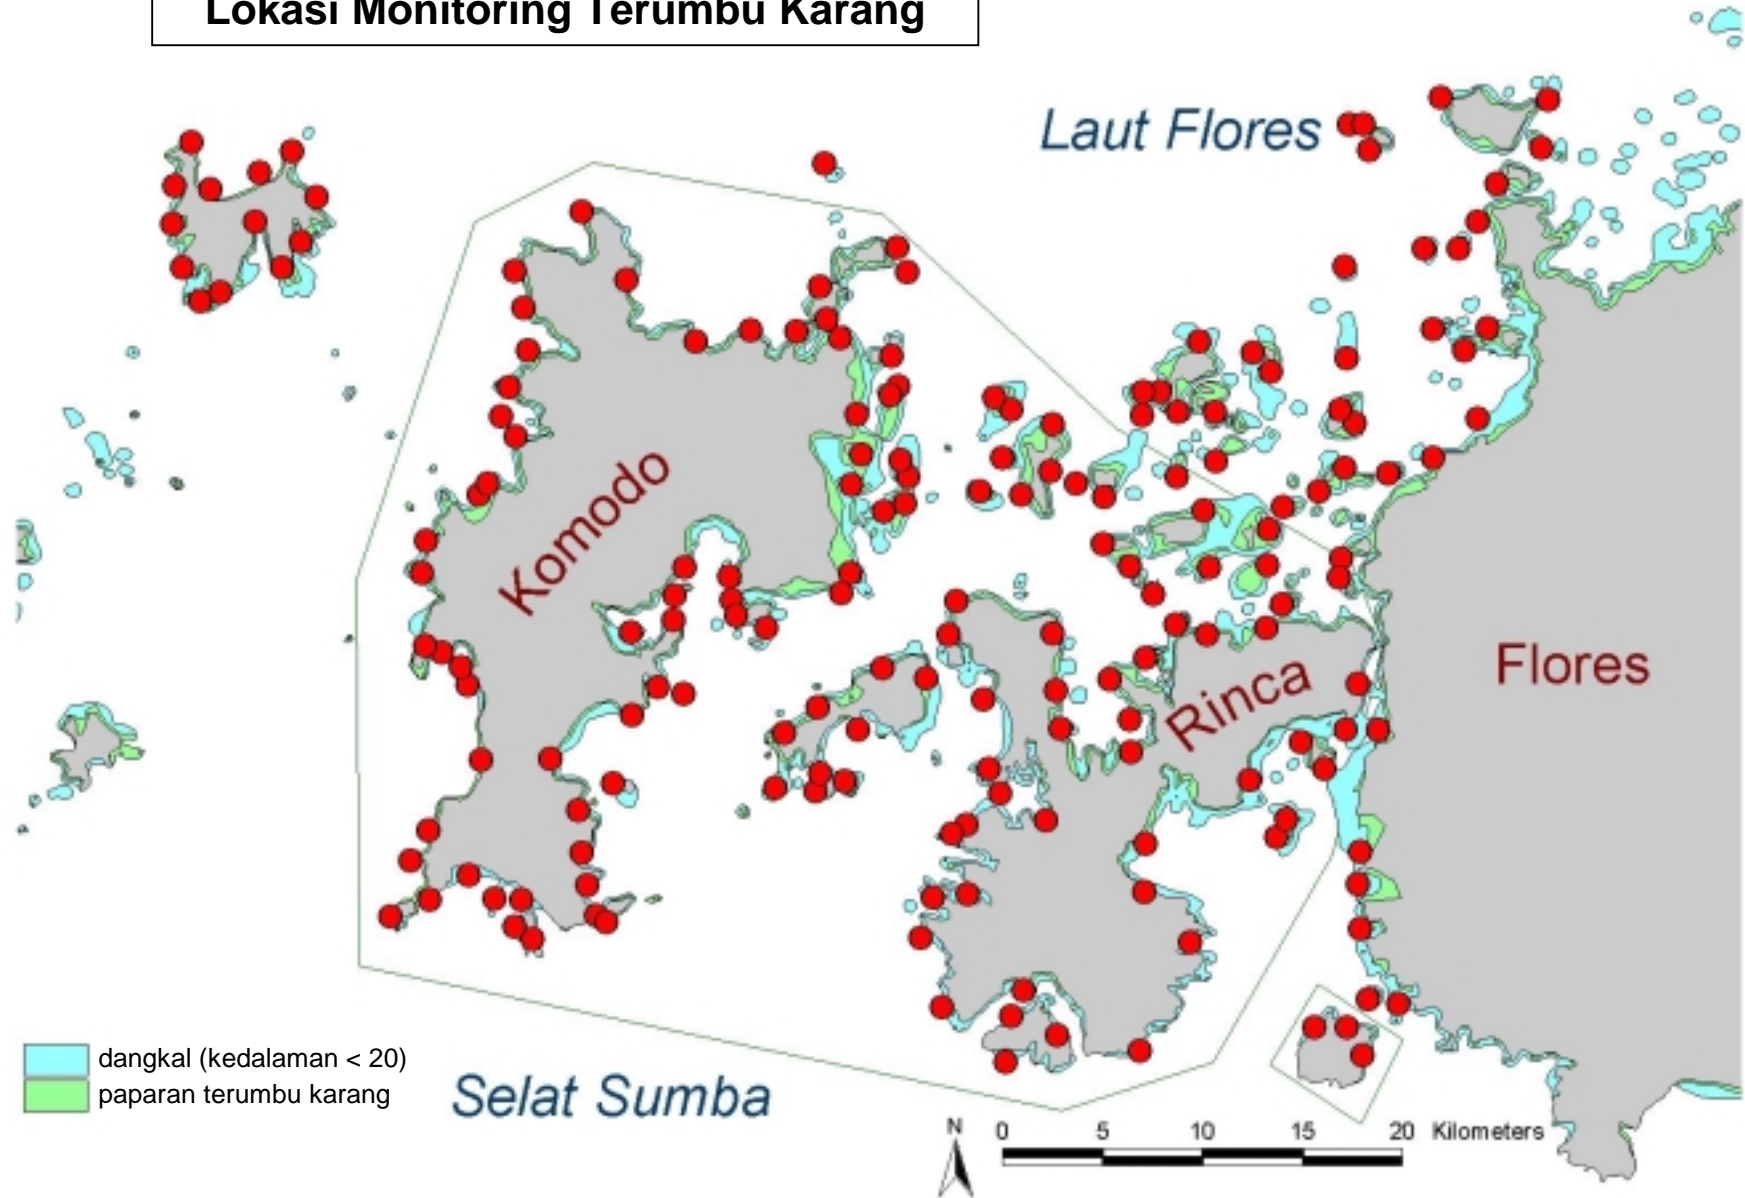 Lokasi Monitoring Terumbu Karang
Laut Flores
Komodo
Rinca
Flores
dangkal (kedalaman < 20)
paparan terumbu karang
Selat Sumba
N
0 5 10 15 20 Kilometers